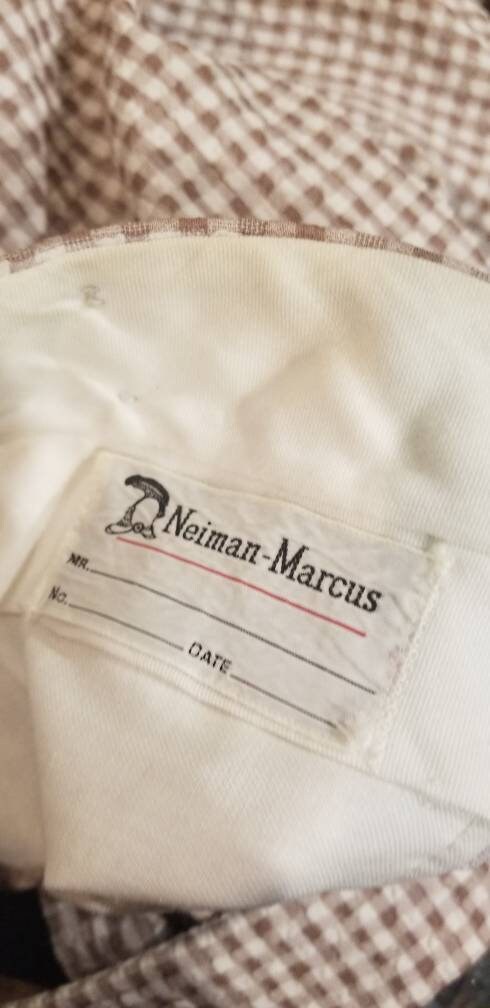 Neiman-Marcus
MR.
No. DATE